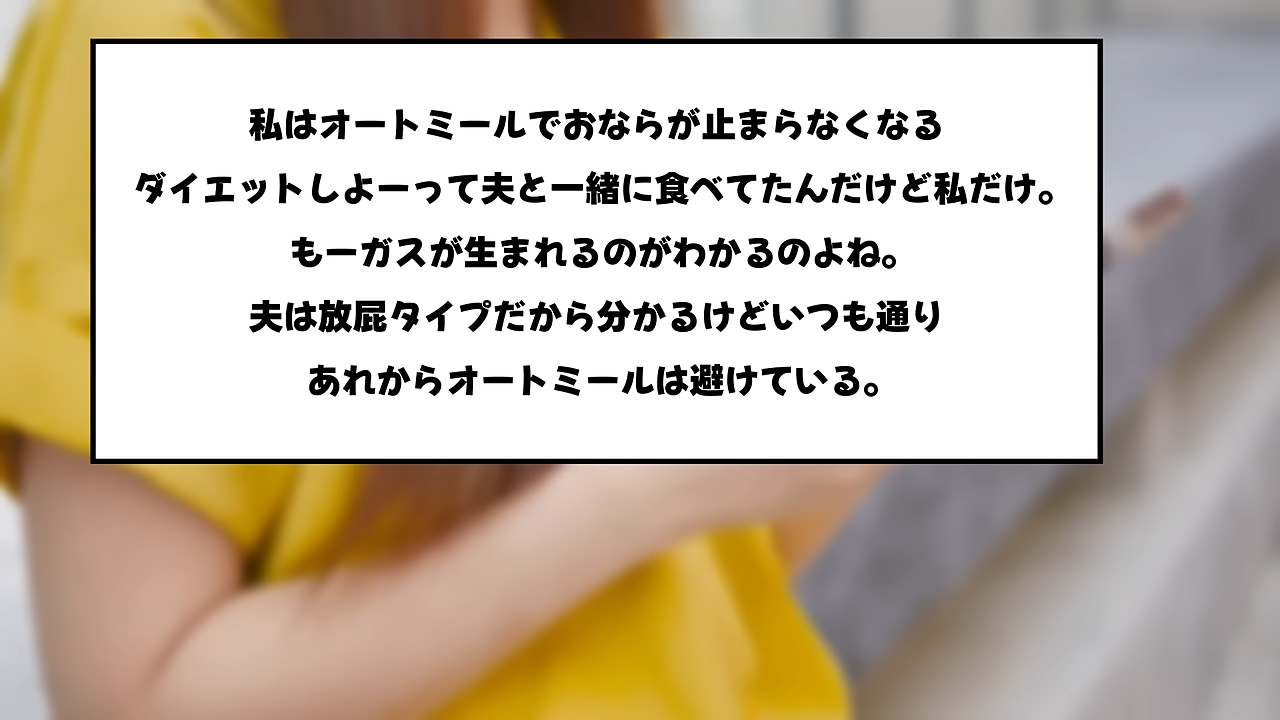 私はオートミールでおならが止まらなくなる
ダイエットしよーって夫と一緒に食べてたんだけど私だけ。
もーガスが生まれるのがわかるのよね。
夫は放屁タイプだから分かるけどいつも通り
あれからオートミールは避けている。